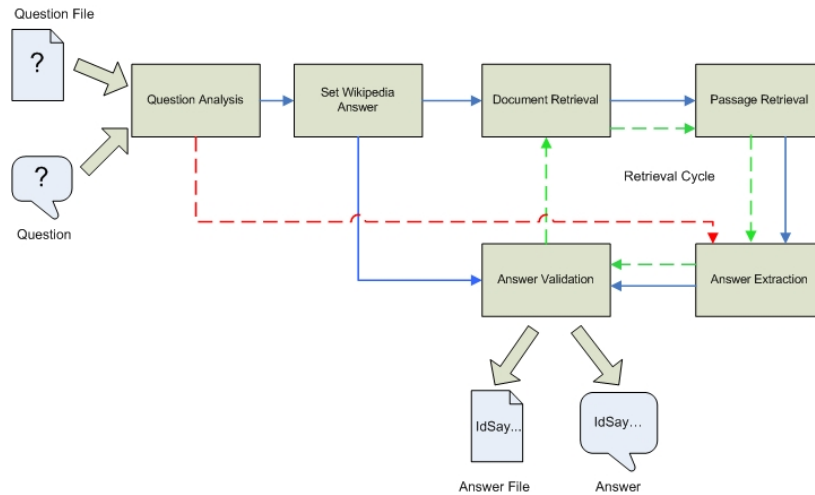 Question File
?
Question Analysis
Set Wikipedia
Answer
Document Retrieval
Passage Retrieval
?
Question
Retrieval Cycle
Answer Validation
Answer Extraction
IdSay...
IdSay...
Answer File
Answer